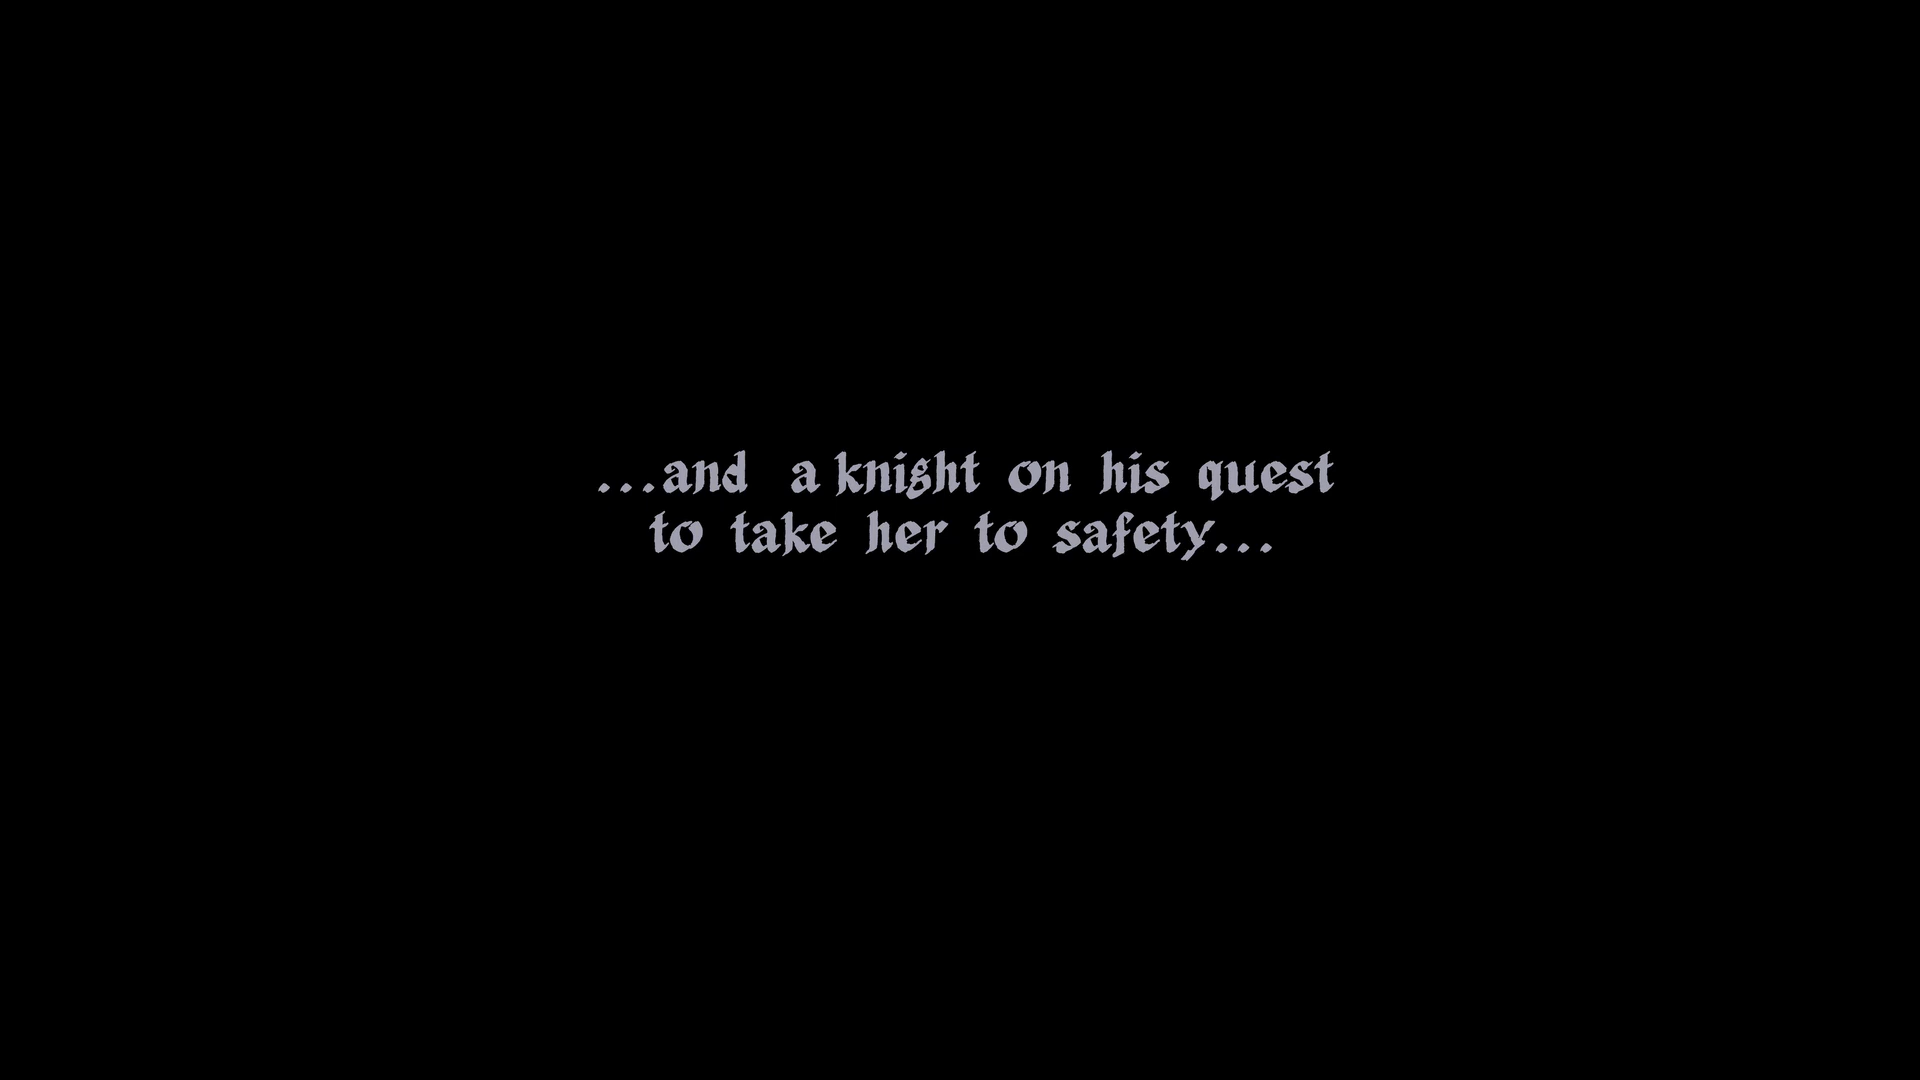 ...and a knight on his quest
to take her to safety...